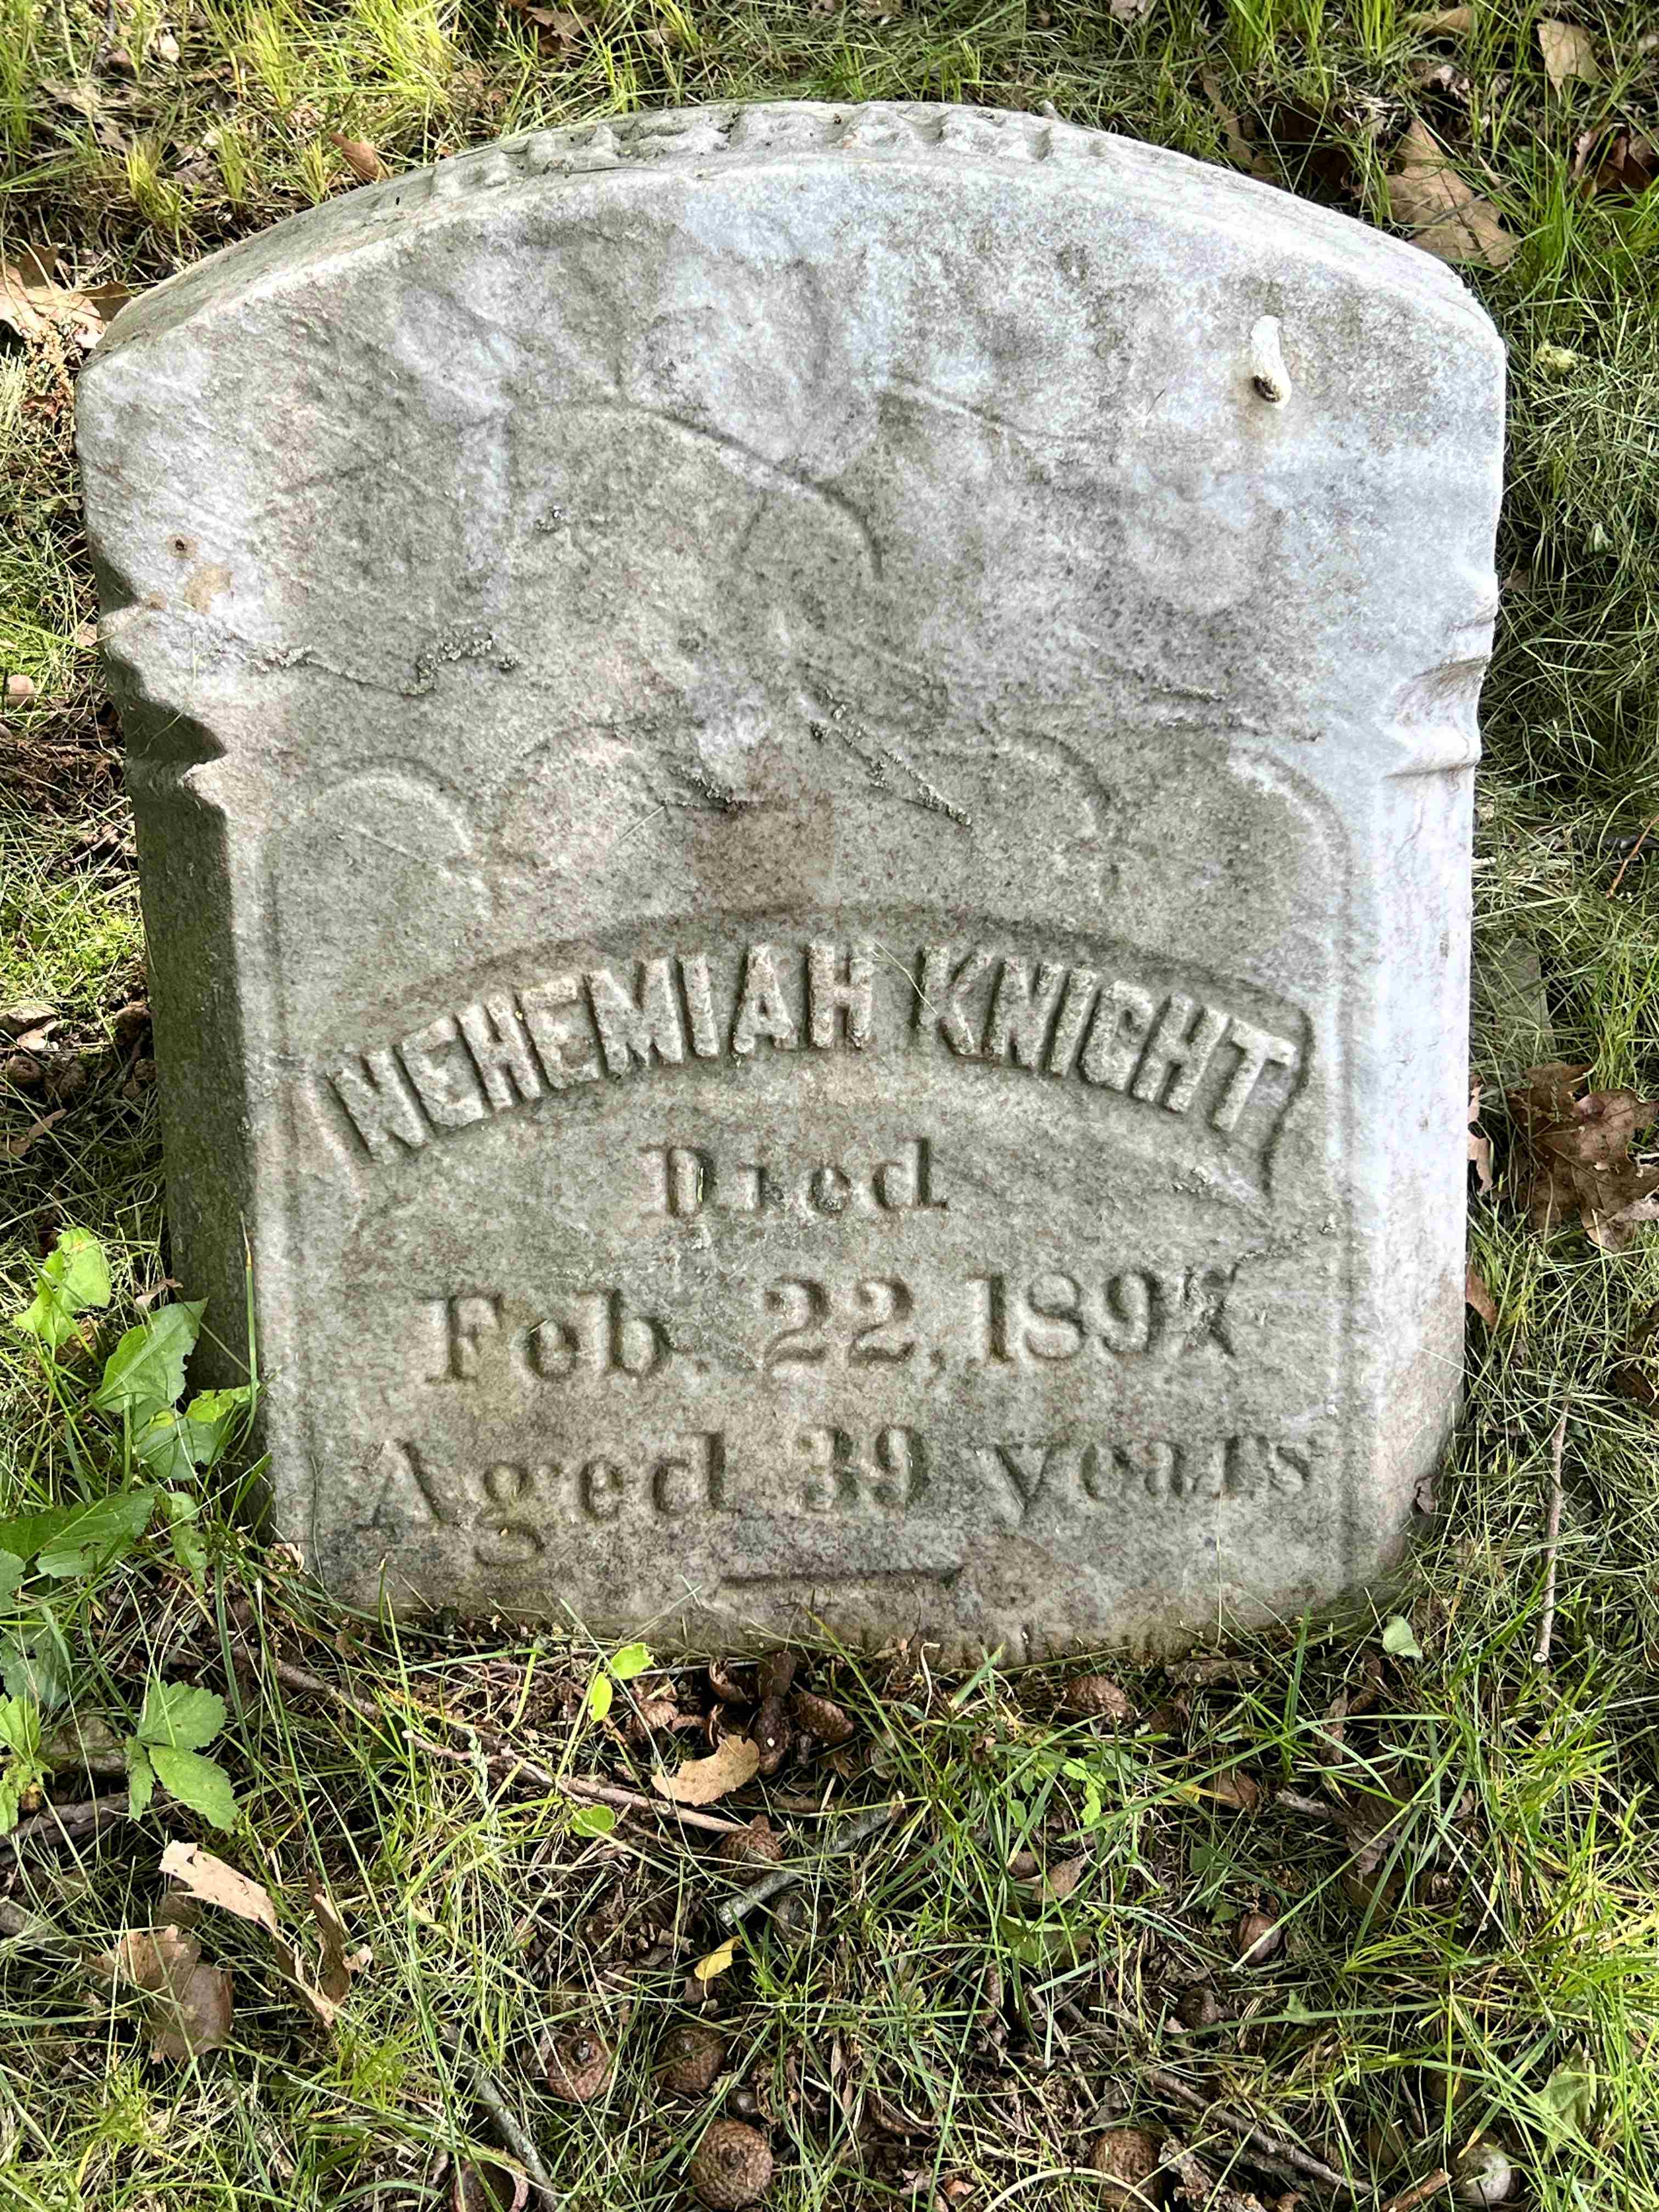 NEHEMIAH KNIGHT
Died
Feb. 22,
Aged 39 years